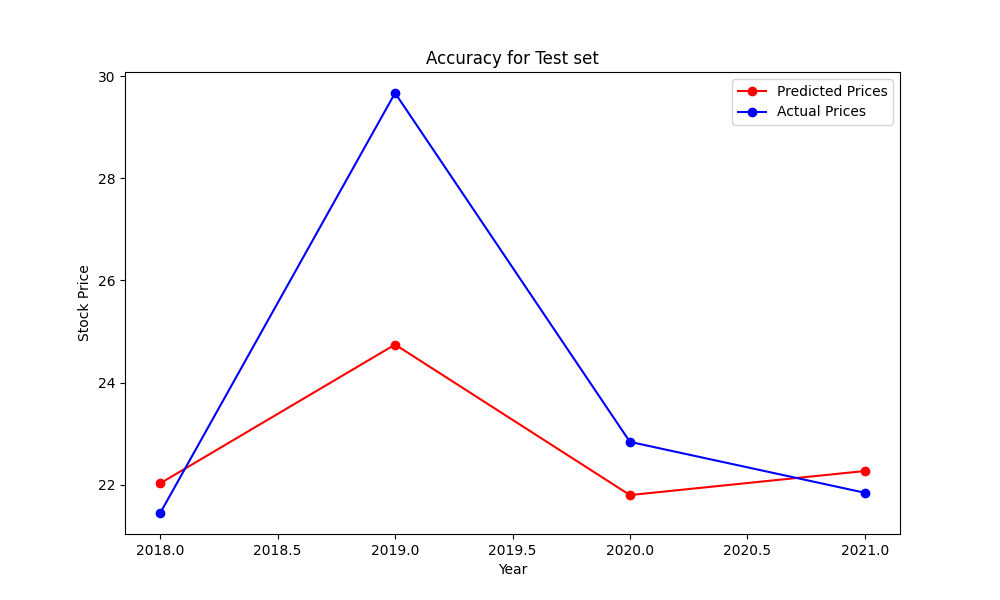 Accuracy for Test set
30
28
26
24
22
Stock Price
Predicted Prices
Actual Prices
2018.0 2018.5 2019.0 2019.5 2020.0 2020.5 2021.0
Year